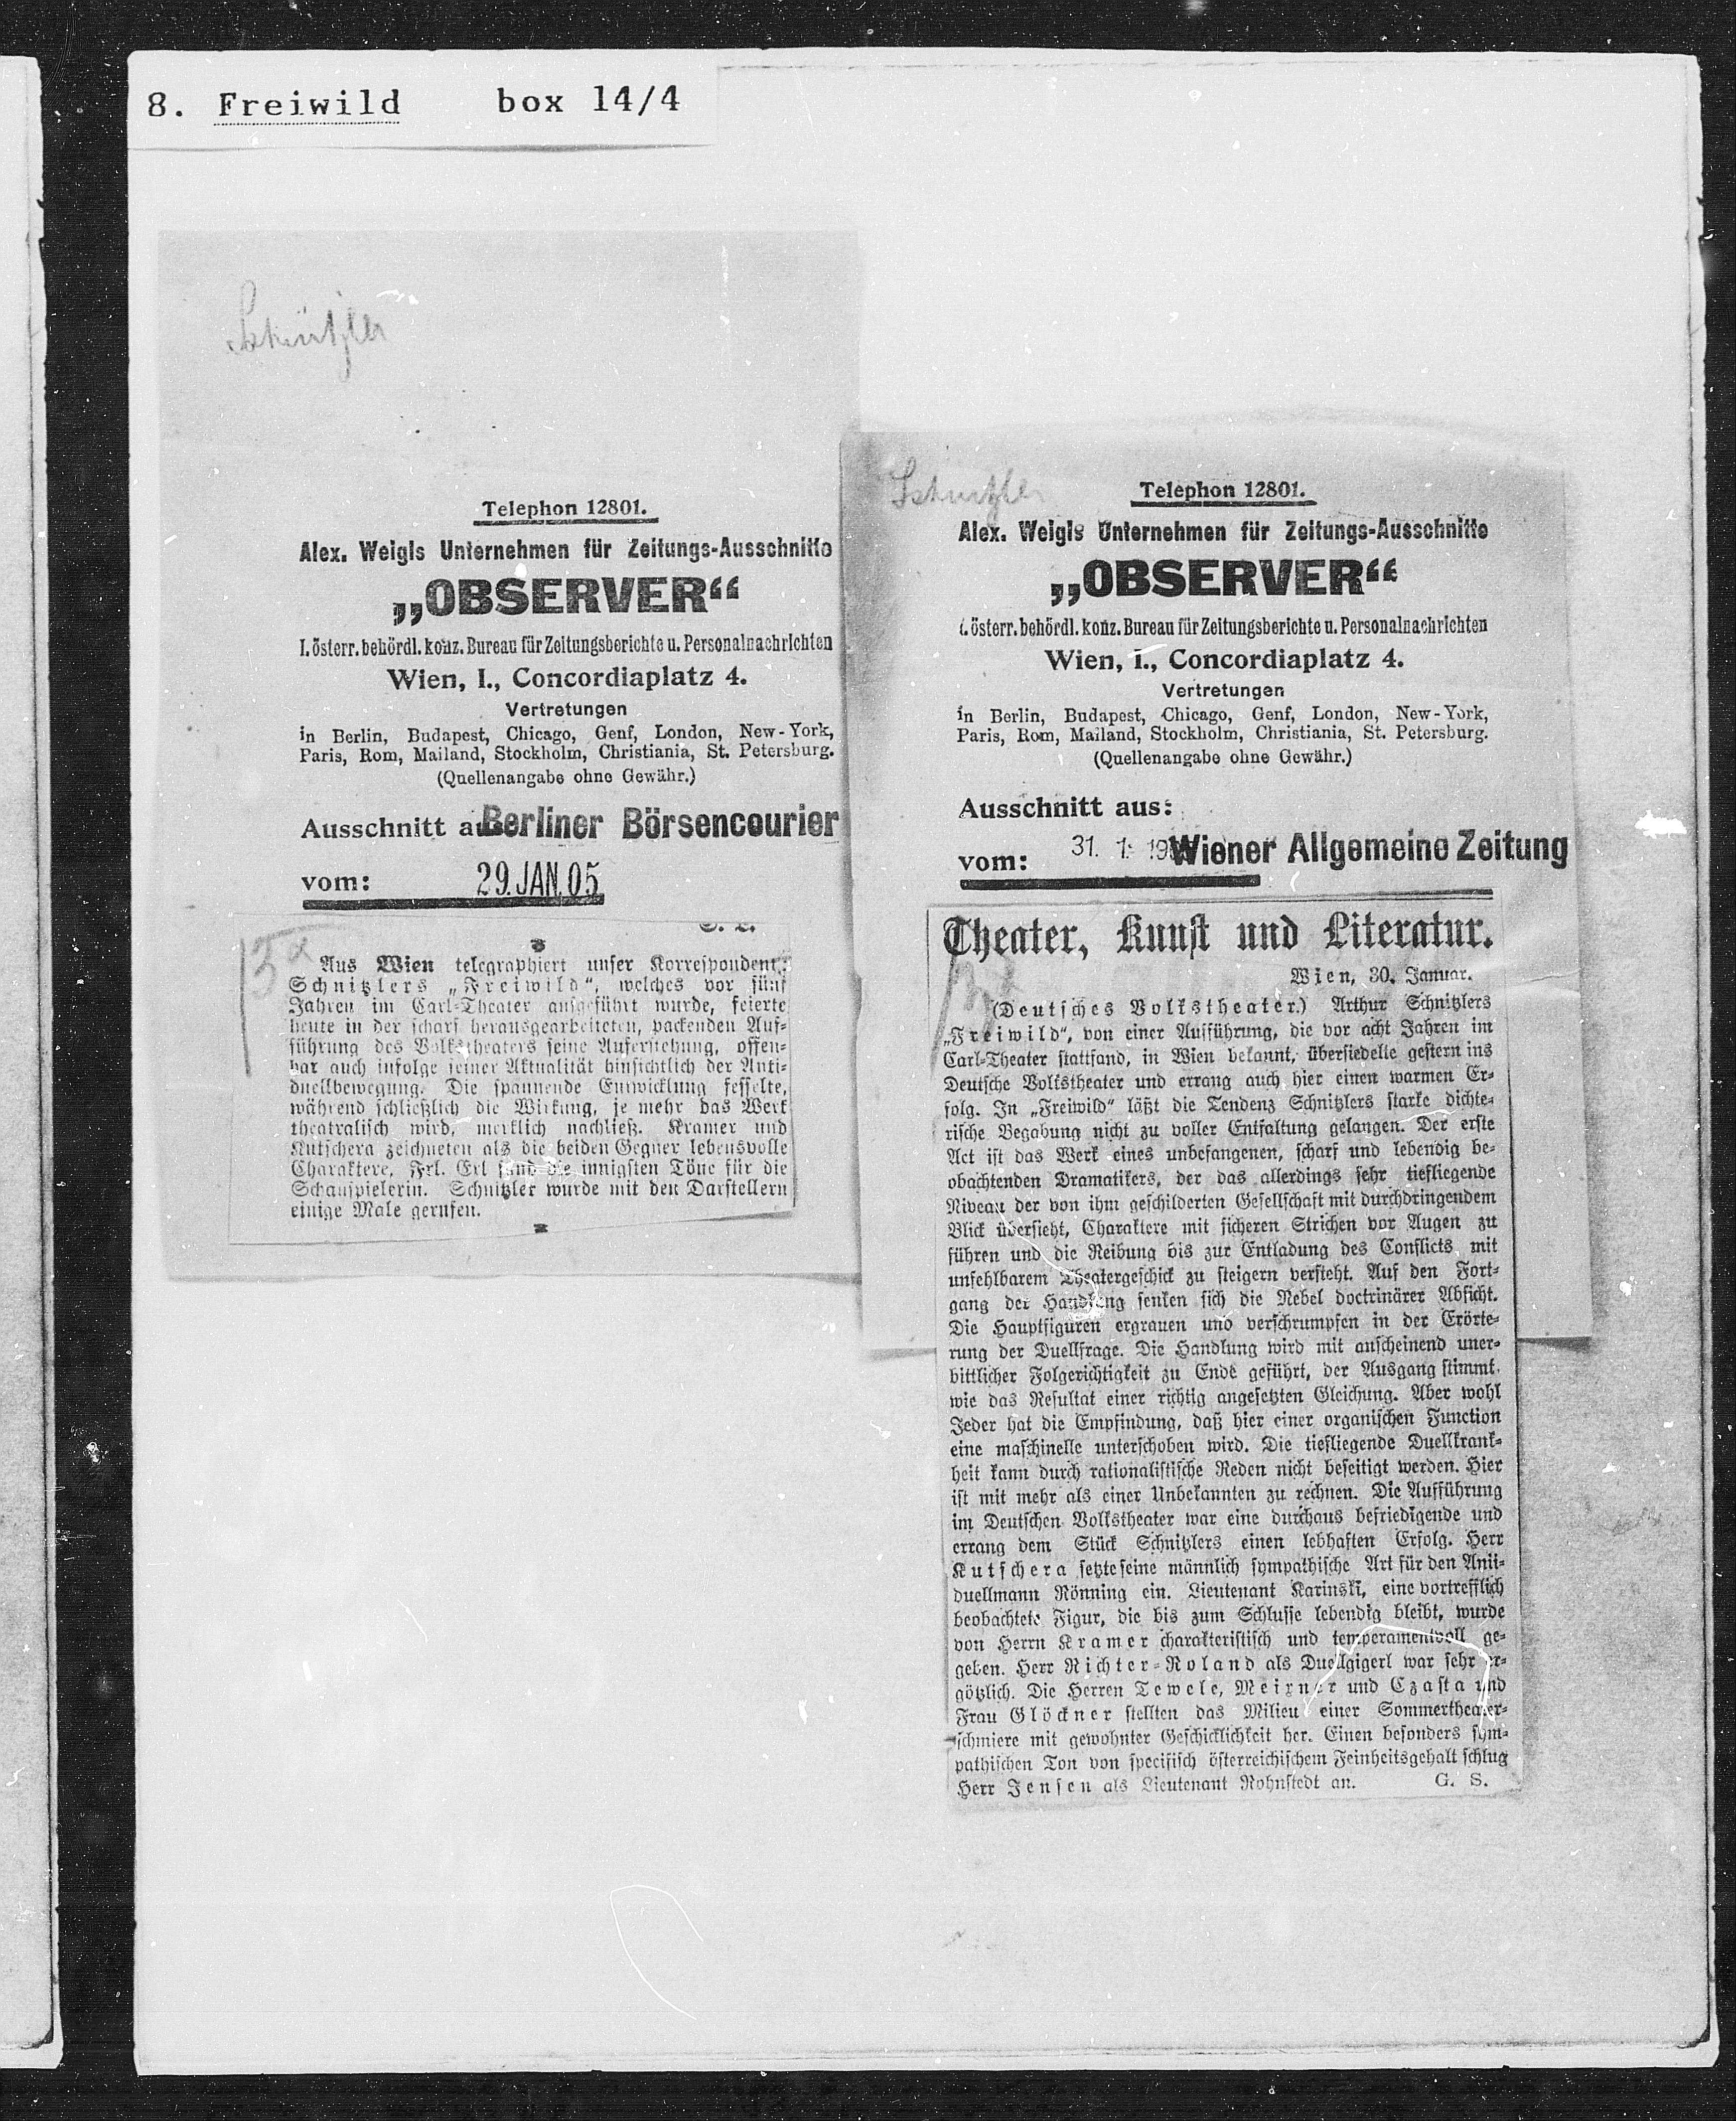 8. Freiwild box 14/4
Schnitzler
Telephon 12801.
Alex. Weigls Unternehmen für Zeitungs-Ausschnitte
„OBSERVER“
I. österr. behördl. konz. Bureau für Zeitungsberichte u. Personalnachrichten
Wien, I., Concordiaplatz 4.
Vertretungen
in Berlin, Budapest, Chicago, Genf, London, New-York,
Paris, Rom, Mailand, Stockholm, Christiania, St. Petersburg.
(Quellenangabe ohne Gewähr.)
Ausschnitt aus Berliner Börsencourier
vom: 29. JAN. 05
Aus Wien telegraphiert unser Korrespondent:
Schnitzlers „Freiwild“, welches vor fünf
Jahren im Carl-Theater aufgeführt wurde, feierte
heute in der scharf herausgearbeiteten, packenden Auf-
führung des Volkstheaters seine Auferstehung, offen-
bar auch infolge seiner Aktualität hinsichtlich der Anti-
duellbewegung. Die spannende Entwicklung fesselte,
während schließlich die Wirkung, je mehr das Werk
theatralisch wird, merklich nachließ. Kramer und
Kutschera zeichneten als die beiden Gegner lebensvolle
Charaktere, Frl. Erl fand die innigsten Töne für die
Schauspielerin. Schnitzler wurde mit den Darstellern
einige Male gerufen.
Schnitzler
Telephon 12801.
Alex. Weigls Unternehmen für Zeitungs-Ausschnitte
„OBSERVER“
I. österr. behördl. konz. Bureau für Zeitungsberichte u. Personalnachrichten
Wien, I., Concordiaplatz 4.
Vertretungen
in Berlin, Budapest, Chicago, Genf, London, New-York,
Paris, Rom, Mailand, Stockholm, Christiania, St. Petersburg.
(Quellenangabe ohne Gewähr.)
Ausschnitt aus:
vom: 31. 1. Wiener Allgemeine Zeitung
Theater, Kunst und Literatur.
Wien, 30. Januar.
(Deutsches Volkstheater.) Arthur Schnitzlers
„Freiwild“, von einer Aufführung, die vor acht Jahren im
Carl-Theater stattfand, in Wien bekannt, übersiedelte gestern ins
Deutsche Volkstheater und errang auch hier einen warmen Er-
folg. In „Freiwild“ läßt die Tendenz Schnitzlers starke dichte-
rische Begabung nicht zu voller Entfaltung gelangen. Der erste
Act ist das Werk eines unbefangenen, scharf und lebendig be-
obachtenden Dramatikers, der das allerdings sehr tiefliegende
Niveau der von ihm geschilderten Gesellschaft mit durchdringendem
Blick übersieht, Charaktere mit sicheren Strichen vor Augen zu
führen und die Reibung bis zur Entladung des Conflicts mit
unfehlbarem Theatergeschick zu steigern versteht. Auf den Fort-
gang der Handlung senken sich die Nebel doctrinärer Absicht.
Die Hauptfiguren ergrauen und verschrumpfen in der Erörte-
rung der Duellfrage. Die Handlung wird mit anscheinend uner-
bittlicher Folgerichtigkeit zu Ende geführt, der Ausgang stimmt,
wie das Resultat einer richtig angesetzten Gleichung. Aber wohl
Jeder hat die Empfindung, daß hier einer organischen Function
eine maschinelle unterschoben wird. Die tiefliegende Duellkrank-
heit kann durch rationalistische Reden nicht beseitigt werden. Hier
ist mit mehr als einer Unbekannten zu rechnen. Die Aufführung
im Deutschen Volkstheater war eine durchaus befriedigende und
errang dem Stück Schnitzlers einen lebhaften Erfolg. Herr
Kutschera setzte seine männlich sympathische Art für den Anti-
duellmann Rönning ein. Lieutenant Karinski, eine vortrefflich
beobachtete Figur, die bis zum Schlusse lebendig bleibt, wurde
von Herrn Kramer charakteristisch und temperamentvoll ge-
geben. Herr Richter-Roland als Duellgigerl war sehr er-
götzlich. Die Herren Tewele, Meixner und Czasta und
Frau Glöckner stellten das Milieu einer Sommertheater-
schmiere mit gewohnter Geschicklichkeit her. Einen besonders sym-
pathischen Ton von specifisch österreichischem Feinheitsgehalt schlug
Herr Jensen als Lieutenant Rohnstedt an. G. S.